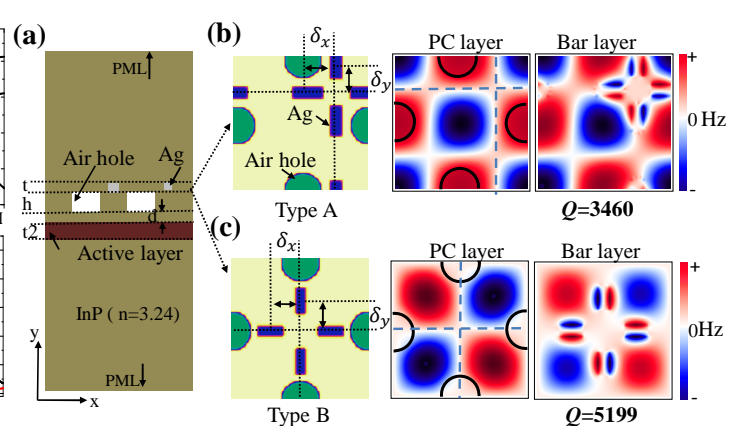 (a)
PML
Air hole
Ag
t
h
d
t2
Active layer
InP ( n=3.24)
y
PML
x
(b)
δx
δy
Ag
Air hole
Type A
PC layer
Bar layer
+
0 Hz
-
Q=3460
(c)
δx
δy
Type B
PC layer
Bar layer
+
0Hz
-
Q=5199